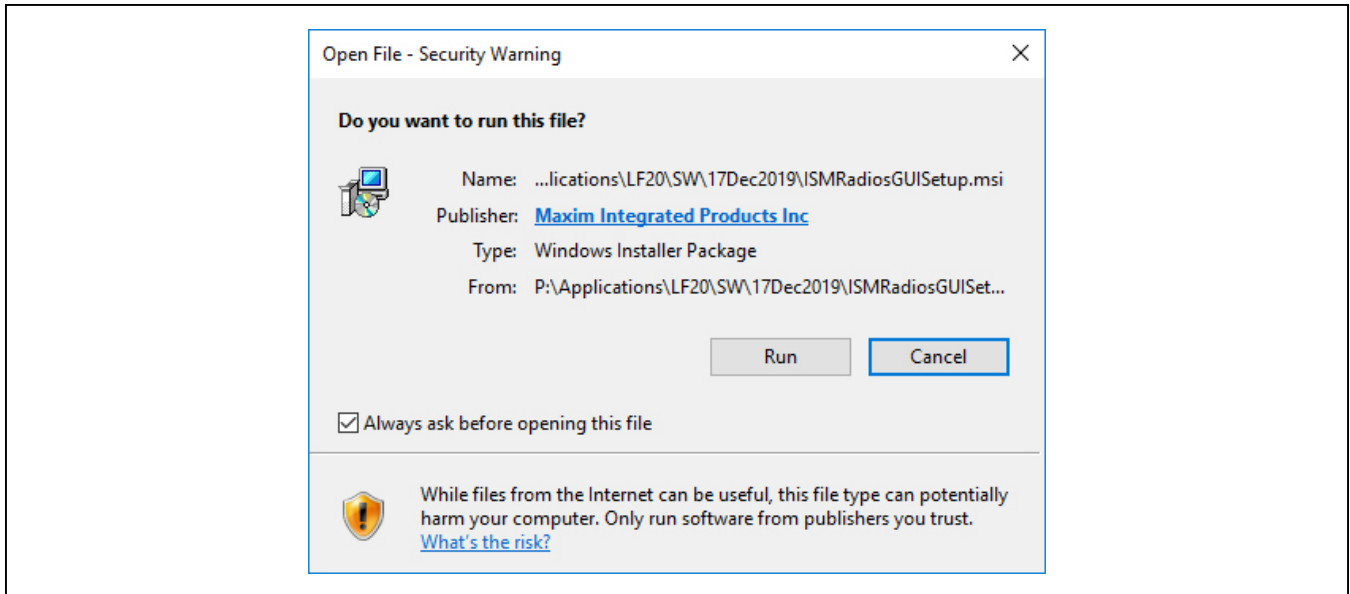 Open File - Security Warning
Do you want to run this file?
Name: ...lications\LF20\SW\17Dec2019\ISMRadiosGUISetup.msi
Publisher: Maxim Integrated Products Inc
Type: Windows Installer Package
From: P:\Applications\LF20\SW\17Dec2019\ISMRadiosGUISet...
Run Cancel
Always ask before opening this file
While files from the Internet can be useful, this file type can potentially
harm your computer. Only run software from publishers you trust.
What's the risk?